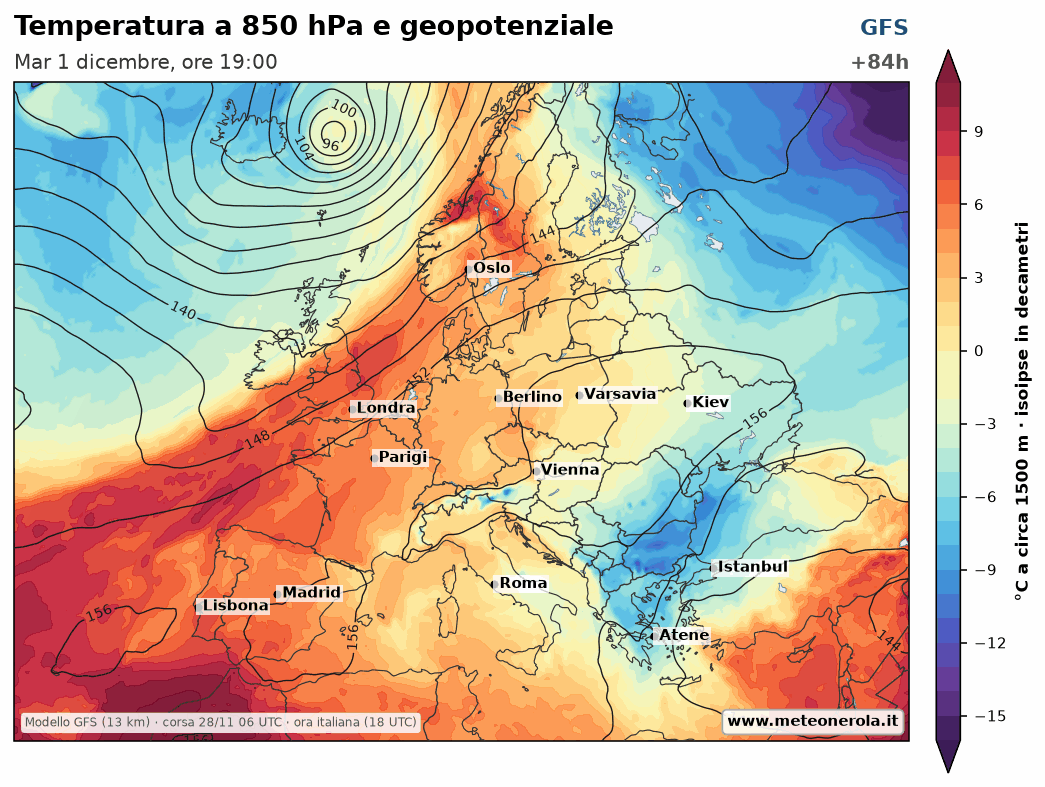 Temperatura a 850 hPa e geopotenziale
GFS
Mar 1 dicembre, ore 19:00
+84h
100
96
104
144
Oslo
140
152
Berlino
Varsavia
Kiev
Londra
156
148
Parigi
Vienna
Istanbul
Roma
Madrid
Lisbona
156
156
Atene
144
Modello GFS (13 km) · corsa 28/11 06 UTC · ora italiana (18 UTC)
www.meteonerola.it
156
9
6
3
0
−3
−6
−9
−12
−15
°C a circa 1500 m · isoipse in decametri